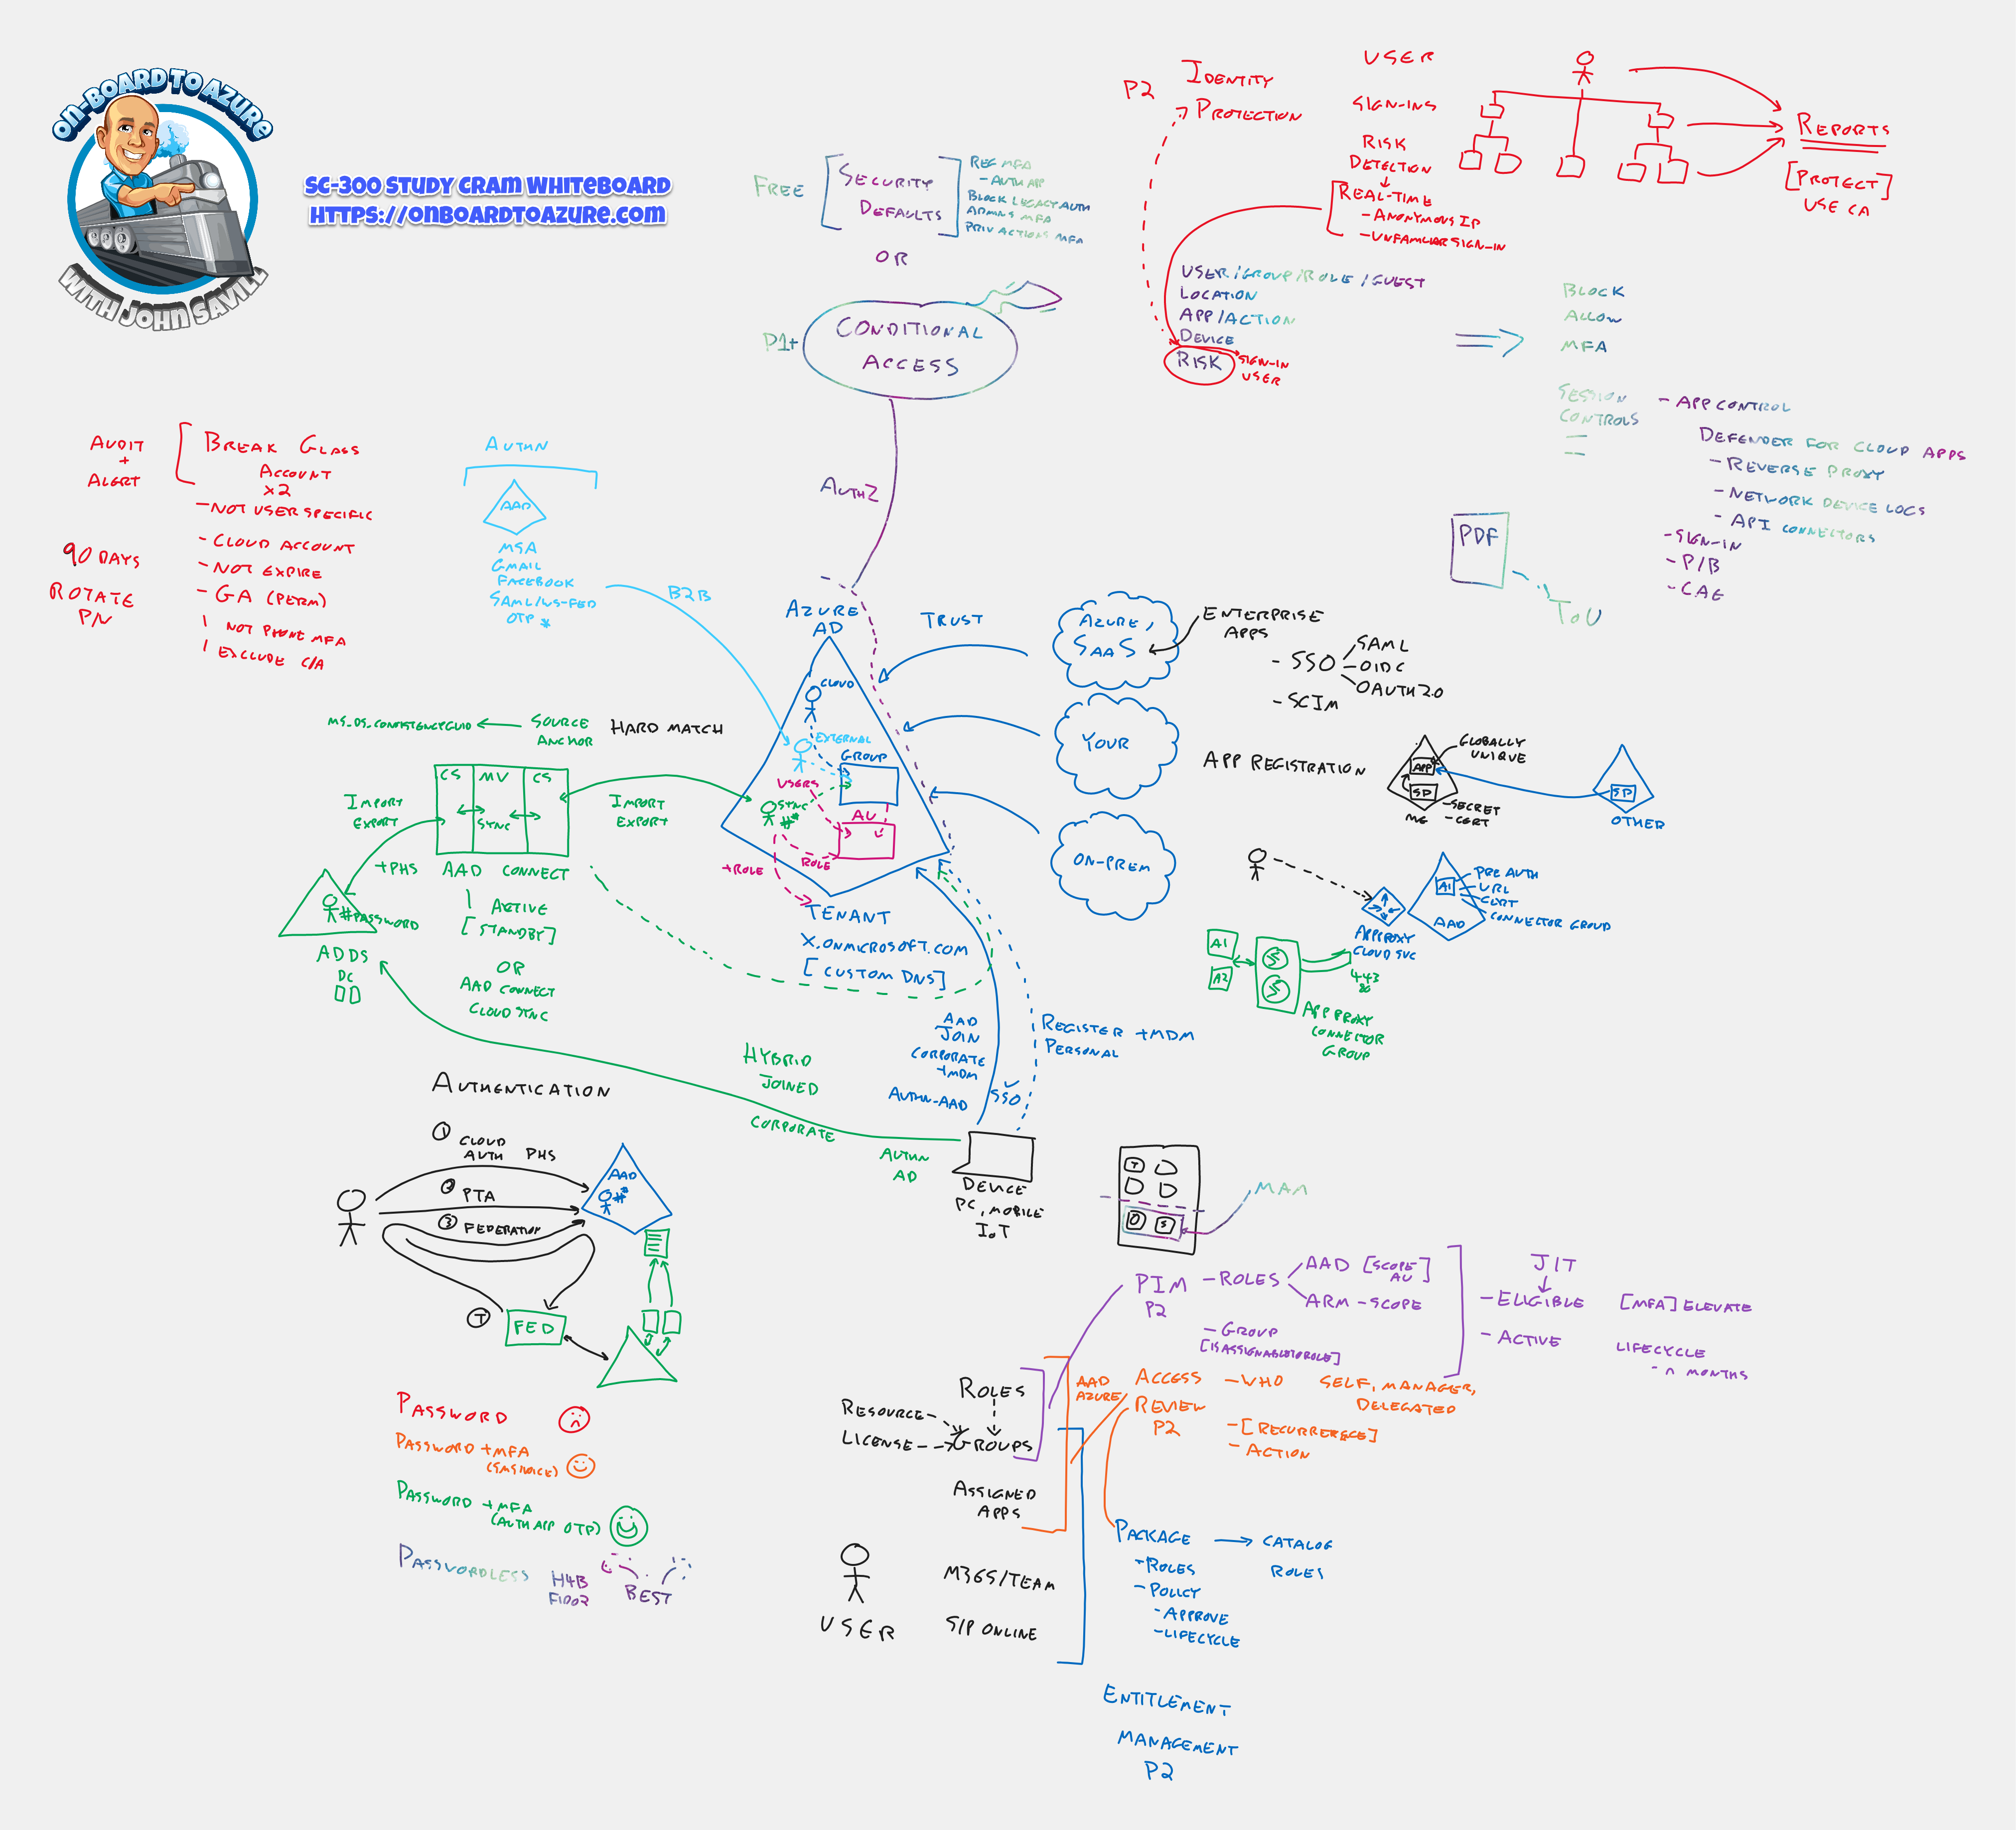 ON-BOARD TO AZURE
WITH JOHN SAVILL
SC-300 STUDY CRAM WHITEBOARD
HTTPS://ONBOARDTOAZURE.COM
P2
IDENTITY
PROTECTION
USER
SIGN-INS
RISK
DETECTION
REAL-TIME
- ANONYMOUS IP
- UNFAMILIAR SIGN-IN
REPORTS
[PROTECT]
USE CA
FREE
SECURITY
DEFAULTS
REG MFA
- AUTH APP
BLOCK LEGACY AUTH
ADMINS MFA
PRIV ACTIONS MFA
OR
P1+
CONDITIONAL
ACCESS
USER/GROUP/ROLE/GUEST
LOCATION
APP/ACTION
DEVICE
RISK
SIGN-IN
USER
BLOCK
ALLOW
MFA
SESSION
CONTROLS
- APP CONTROL
DEFENDER FOR CLOUD APPS
- REVERSE PROXY
- NETWORK DEVICE LOGS
- API CONNECTORS
- SIGN-IN
- P/B
- CAE
PDF
TOU
AUDIT
+
ALERT
BREAK GLASS
ACCOUNT
X2
- NOT USER SPECIFIC
- CLOUD ACCOUNT
- NOT EXPIRE
- GA (PERM)
NOT PHONE MFA
EXCLUDE C/A
90 DAYS
ROTATE
P/W
AUTHN
AAD
MSA
GMAIL
FACEBOOK
SAML/WS-FED
OTP *
B2B
AUTHZ
AZURE
AD
TRUST
AZURE,
SAAS
ENTERPRISE
APPS
- SSO
SAML
- OIDC
OAUTH2.0
- SCIM
CLOUD
EXTERNAL
GROUP
USERS
SYNC
#*
AU
ROLE
+ROLE
YOUR
ON-PREM
MS-DS-CONSISTENCYGUID
SOURCE
ANCHOR
HARD MATCH
CS
MV
CS
SYNC
IMPORT
EXPORT
IMPORT
EXPORT
+PHS
AAD CONNECT
ACTIVE
[STANDBY]
OR
AAD CONNECT
CLOUD SYNC
#PASSWORD
ADDS
DC
TENANT
X.ONMICROSOFT.COM
[CUSTOM DNS]
APP REGISTRATION
GLOBALLY
UNIQUE
APP
SP
- SECRET
- CERT
ME
SP
OTHER
A1
PRE AUTH
URL
CERT
CONNECTOR GROUP
AAD
APP PROXY
CLOUD SVC
A1
A2
443
80
APP PROXY
CONNECTOR
GROUP
AAD
JOIN
CORPORATE
+MDM
AUTHN-AAD
SSO
REGISTER +MDM
PERSONAL
HYBRID
JOINED
CORPORATE
AUTHN
AD
DEVICE
PC, MOBILE
IOT
MAM
T
O
S
AUTHENTICATION
1
CLOUD
AUTH PHS
2
PTA
3
FEDERATION
AAD
#*
T
FED
PASSWORD
PASSWORD +MFA
(SMS/VOICE)
PASSWORD +MFA
(AUTH APP OTP)
PASSWORDLESS
H4B
FIDO2
BEST
PIM
P2
- ROLES
AAD [SCOPE
AU]
ARM - SCOPE
- GROUP
[ISASSIGNABLETOROLE]
JIT
- ELIGIBLE
[MFA] ELEVATE
- ACTIVE
LIFECYCLE
- N MONTHS
AAD
AZURE
ACCESS
REVIEW
P2
- WHO
SELF, MANAGER,
DELEGATED
- [RECURRENCE]
- ACTION
ROLES
RESOURCE
LICENSE
GROUPS
ASSIGNED
APPS
M365/TEAM
S/P ONLINE
USER
PACKAGE
CATALOG
- ROLES
ROLES
- POLICY
- APPROVE
- LIFECYCLE
ENTITLEMENT
MANAGEMENT
P2